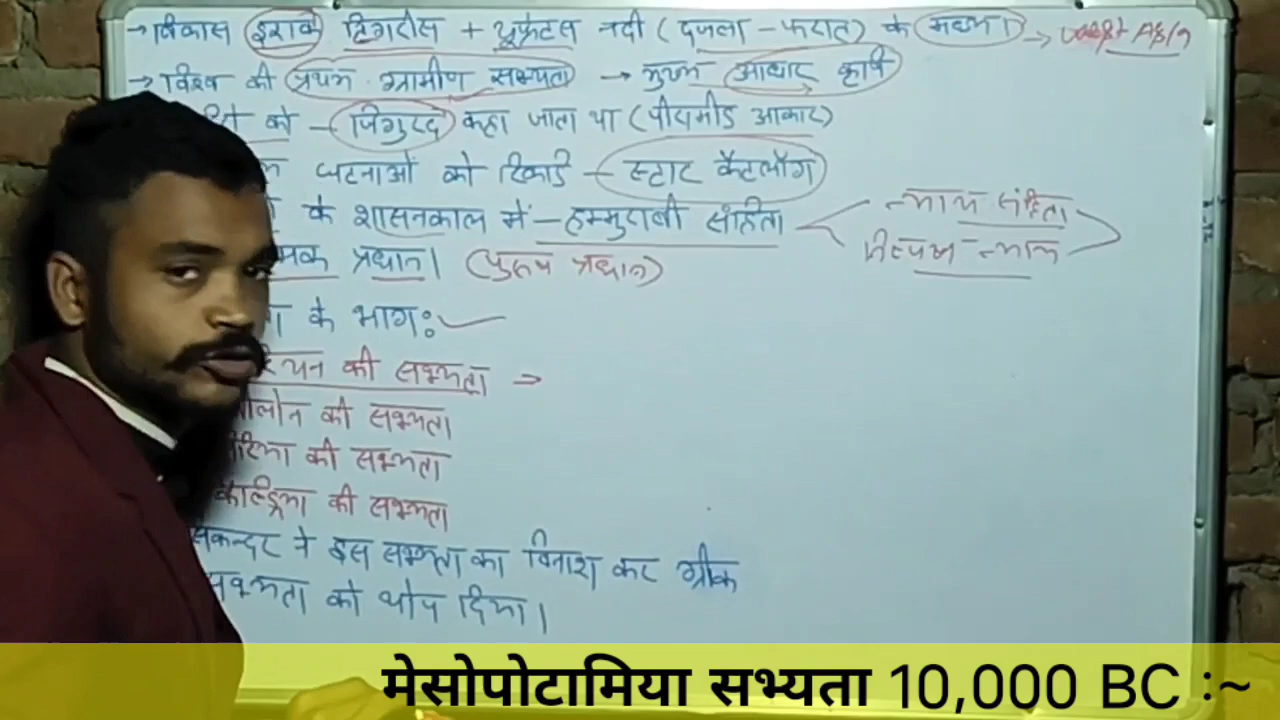 →विकास इराक टिगरीस + यूफ्रेटस नदी (दजला - फरात) के मध्य। →
→ विश्व की प्रथम ग्रामीण सभ्यता → मुख्य आधार कृषि
को - जिगुरद कहा जाता था (पीरामीड आकार)
घटनाओं को रिकार्ड - स्टार कैटलॉग
के शासनकाल में - हम्मुराबी संहिता न्याय संहिता
प्रधान। (पुरुष प्रधान) निष्पक्ष न्याय
के भाग:
की सभ्यता →
की सभ्यता
की सभ्यता
की सभ्यता
सिकन्दर ने इस सभ्यता का विनाश कर ग्रीक
सभ्यता को थोप दिया।
मेसोपोटामिया सभ्यता 10,000 BC :~